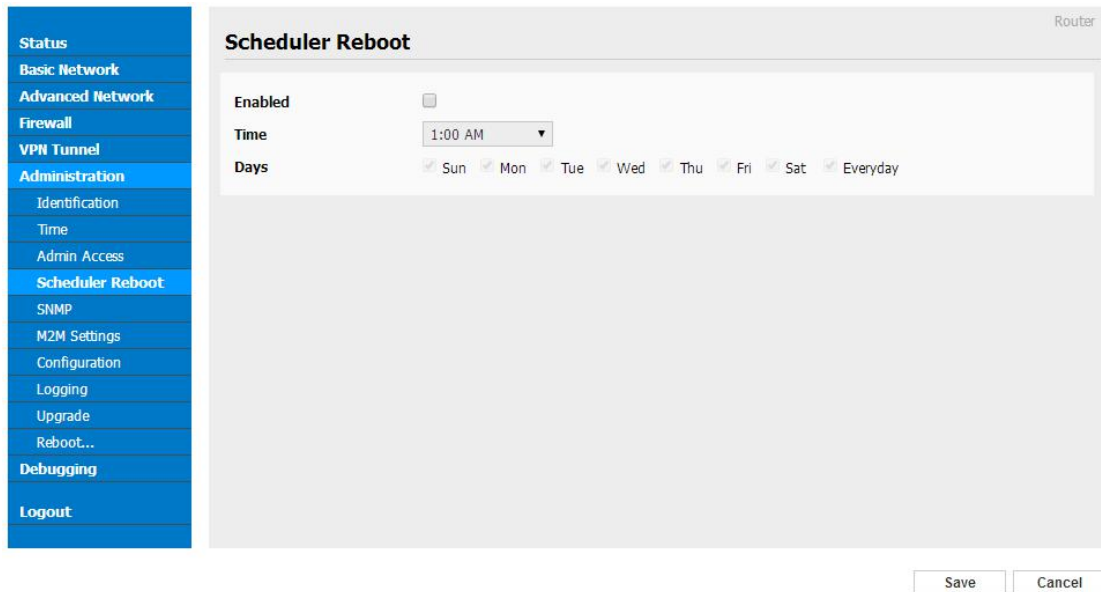 Router
Status
Basic Network
Advanced Network
Firewall
VPN Tunnel
Administration
Identification
Time
Admin Access
Scheduler Reboot
SNMP
M2M Settings
Configuration
Logging
Upgrade
Reboot...
Debugging
Logout
Scheduler Reboot
Enabled
Time 1:00 AM
Days Sun Mon Tue Wed Thu Fri Sat Everyday
Save Cancel